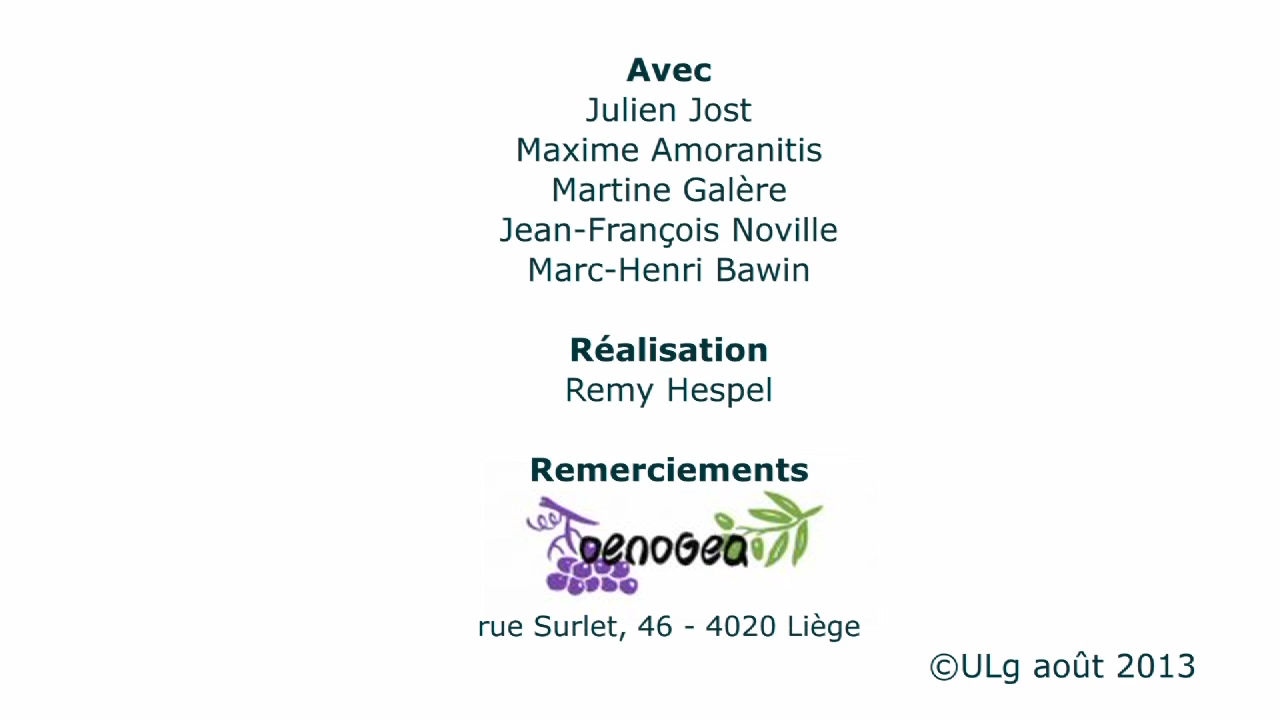 Avec
Julien Jost
Maxime Amoranitis
Martine Galère
Jean-François Noville
Marc-Henri Bawin
Réalisation
Remy Hespel
Remerciements
oenogea
rue Surlet, 46 - 4020 Liège
©ULg août 2013